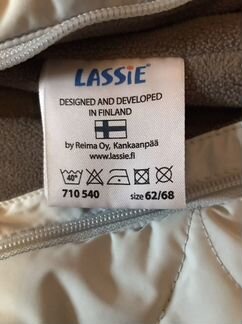 LASSiE
DESIGNED AND DEVELOPED
IN FINLAND
by Reima Oy, Kankaanpää
www.lassie.fi
40°
710 540 size 62/68